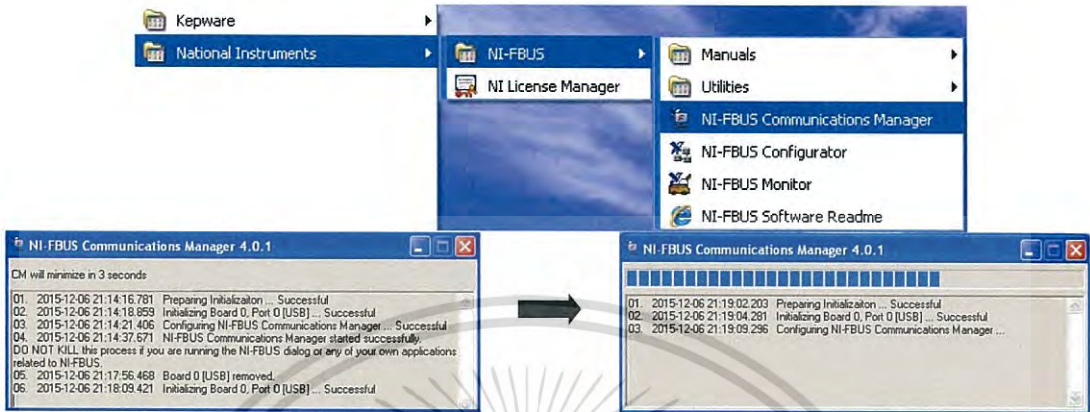 Kepware
National Instruments
NI-FBUS
NI License Manager
Manuals
Utilities
NI-FBUS Communications Manager
NI-FBUS Configurator
NI-FBUS Monitor
NI-FBUS Software Readme
NI-FBUS Communications Manager 4.0.1
CM will minimize in 3 seconds
01. 2015-12-06 21:14:16.781 Preparing Initializaiton ... Successful
02. 2015-12-06 21:14:18.859 Initializing Board 0, Port 0 [USB] ... Successful
03. 2015-12-06 21:14:21.406 Configuring NI-FBUS Communications Manager ... Successful
04. 2015-12-06 21:14:37.671 NI-FBUS Communications Manager started successfully.
DO NOT KILL this process if you are running the NI-FBUS dialog or any of your own applications
related to NI-FBUS.
05. 2015-12-06 21:17:56.468 Board 0 [USB] removed.
06. 2015-12-06 21:18:09.421 Initializing Board 0, Port 0 [USB] ... Successful
NI-FBUS Communications Manager 4.0.1
01. 2015-12-06 21:19:02.203 Preparing Initializaiton ... Successful
02. 2015-12-06 21:19:04.281 Initializing Board 0, Port 0 [USB] ... Successful
03. 2015-12-06 21:19:09.296 Configuring NI-FBUS Communications Manager ...